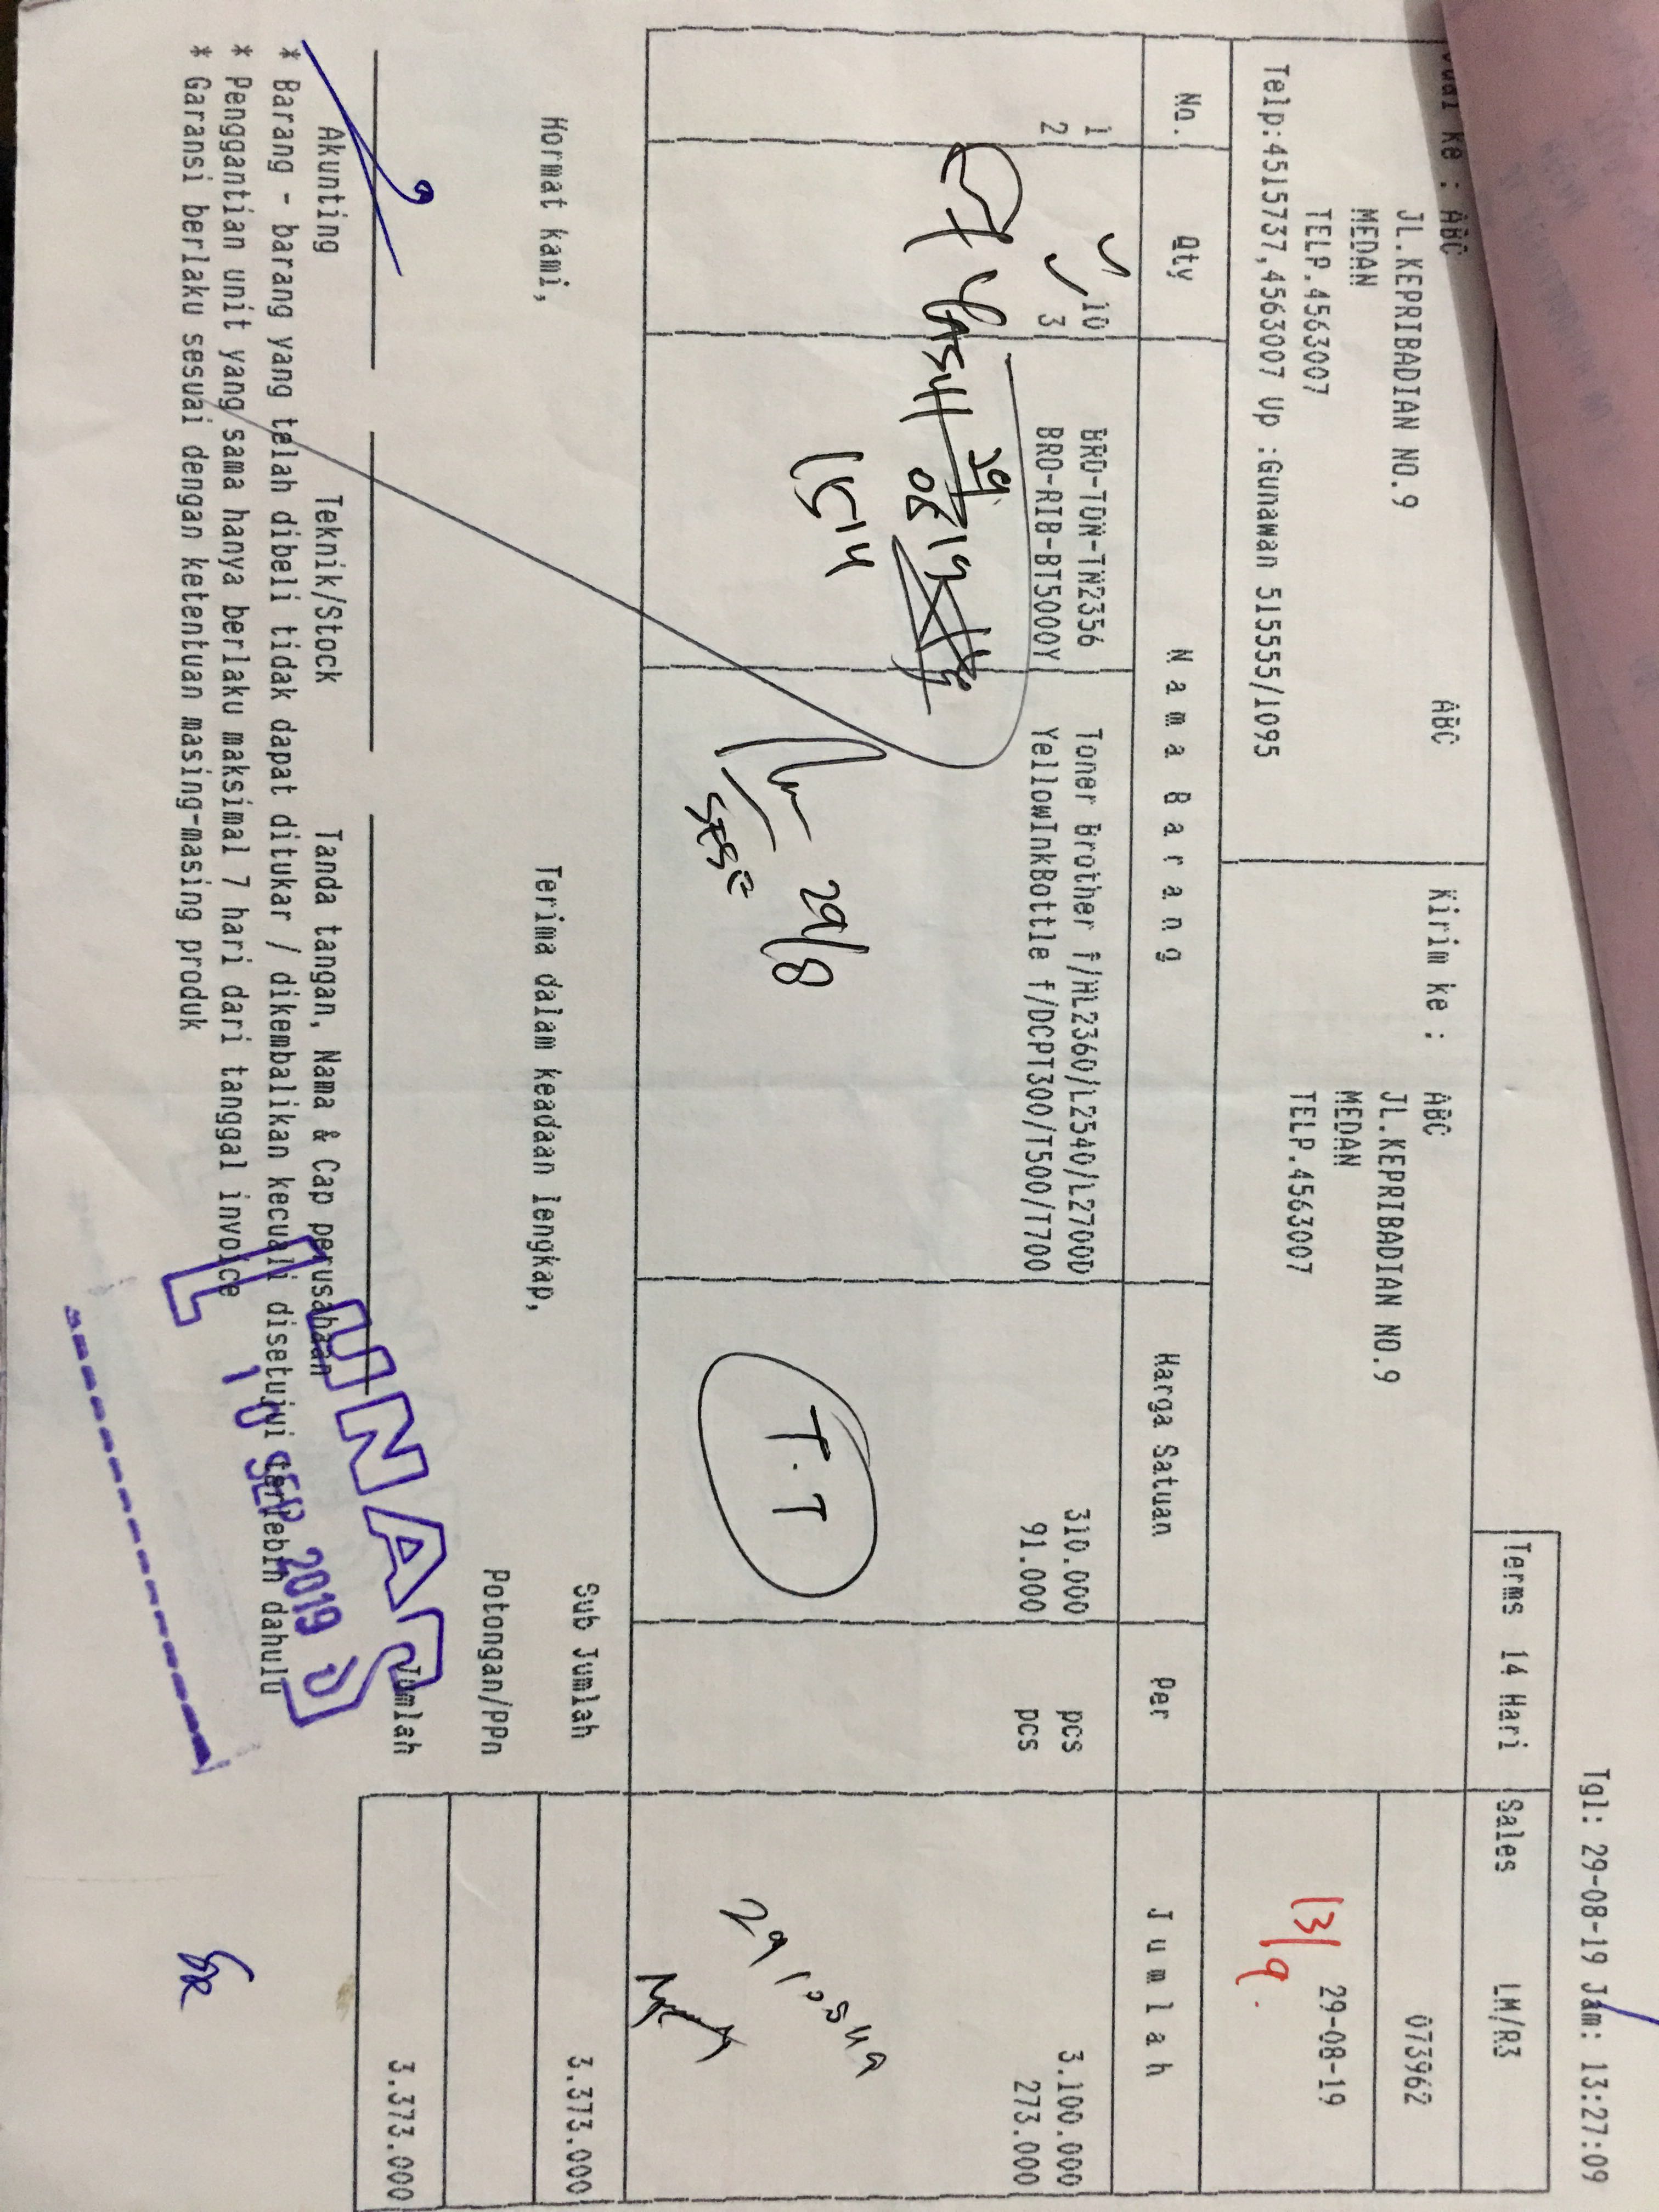 Tgl: 29-08-19 Jam: 13:27:09
Terms 14 Hari Sales LM/R3
ke : ABC ABC Kirim ke : ABC 073962
JL.KEPRIBADIAN NO.9 JL.KEPRIBADIAN NO.9
MEDAN MEDAN 29-08-19
TELP.4563007 TELP.4563007 13/9
Telp:4515737,4563007 Up :Gunawan 515555/1095
No. Qty Nama Barang Harga Satuan Per Jumlah
1 10 BRO-TON-TN2356 Toner Brother f/HL2360/L2540/L2700D 310.000 pcs 3.100.000
2 3 BRO-RIB-BT5000Y YellowInkBottle f/DCPT300/T500/T700 91.000 pcs 273.000
29/8
T.T
Sub Jumlah 3.373.000
Hormat kami, Terima dalam keadaan lengkap,
Potongan/PPn
Jumlah 3.373.000
Akunting Teknik/Stock Tanda tangan, Nama & Cap perusahaan
* Barang - barang yang telah dibeli tidak dapat ditukar / dikembalikan kecuali disetujui terlebih dahulu
* Penggantian unit yang sama hanya berlaku maksimal 7 hari dari tanggal invoice
* Garansi berlaku sesuai dengan ketentuan masing-masing produk
LUNAS
10 SEP 2019